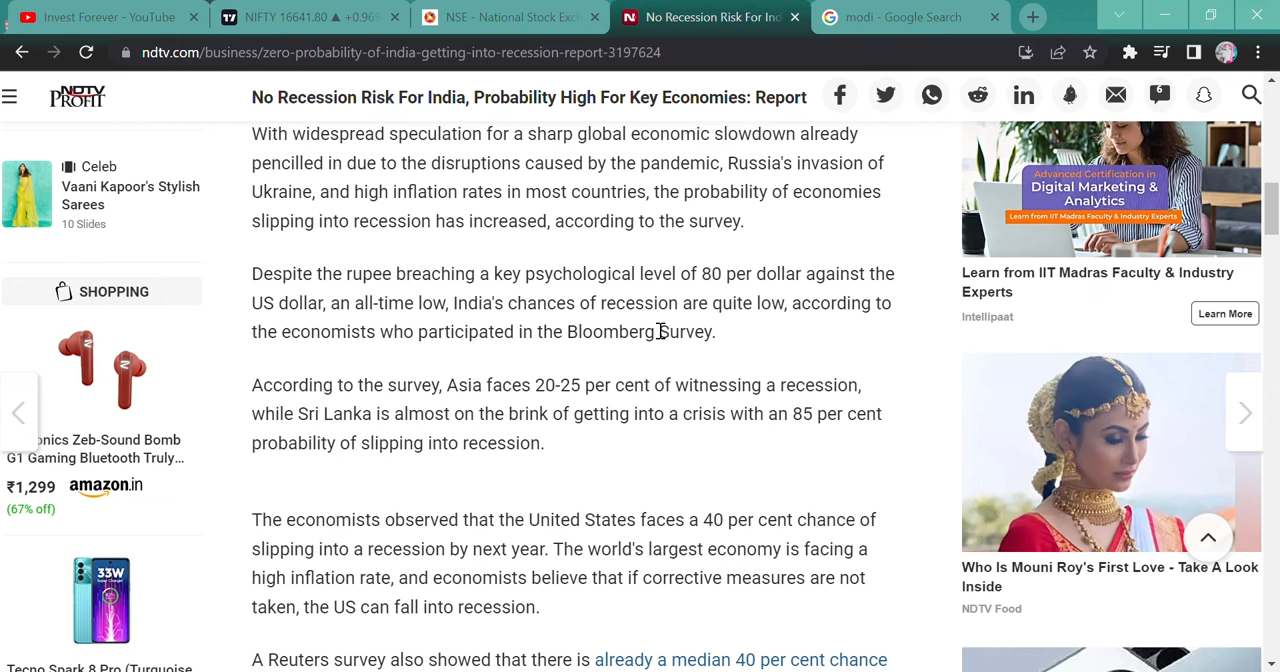 Invest Forever - YouTube
NIFTY 16641.80 ▲ +0.96%
NSE - National Stock Exc
No Recession Risk For Ind
modi - Google Search
ndtv.com/business/zero-probability-of-india-getting-into-recession-report-3197624
NDTV
PROFIT
No Recession Risk For India, Probability High For Key Economies: Report
6
With widespread speculation for a sharp global economic slowdown already
pencilled in due to the disruptions caused by the pandemic, Russia's invasion of
Ukraine, and high inflation rates in most countries, the probability of economies
slipping into recession has increased, according to the survey.
Despite the rupee breaching a key psychological level of 80 per dollar against the
US dollar, an all-time low, India's chances of recession are quite low, according to
the economists who participated in the Bloomberg Survey.
According to the survey, Asia faces 20-25 per cent of witnessing a recession,
while Sri Lanka is almost on the brink of getting into a crisis with an 85 per cent
probability of slipping into recession.
The economists observed that the United States faces a 40 per cent chance of
slipping into a recession by next year. The world's largest economy is facing a
high inflation rate, and economists believe that if corrective measures are not
taken, the US can fall into recession.
A Reuters survey also showed that there is already a median 40 per cent chance
Celeb
Vaani Kapoor's Stylish
Sarees
10 Slides
SHOPPING
onics Zeb-Sound Bomb
G1 Gaming Bluetooth Truly...
₹1,299 amazon.in
(67% off)
33W
Tecno Spark 8 Pro (Turquoise
Advanced Certification in
Digital Marketing &
Analytics
Learn from IIT Madras Faculty & Industry Experts
Learn from IIT Madras Faculty & Industry
Experts
Intellipaat
Learn More
Who Is Mouni Roy's First Love - Take A Look
Inside
NDTV Food